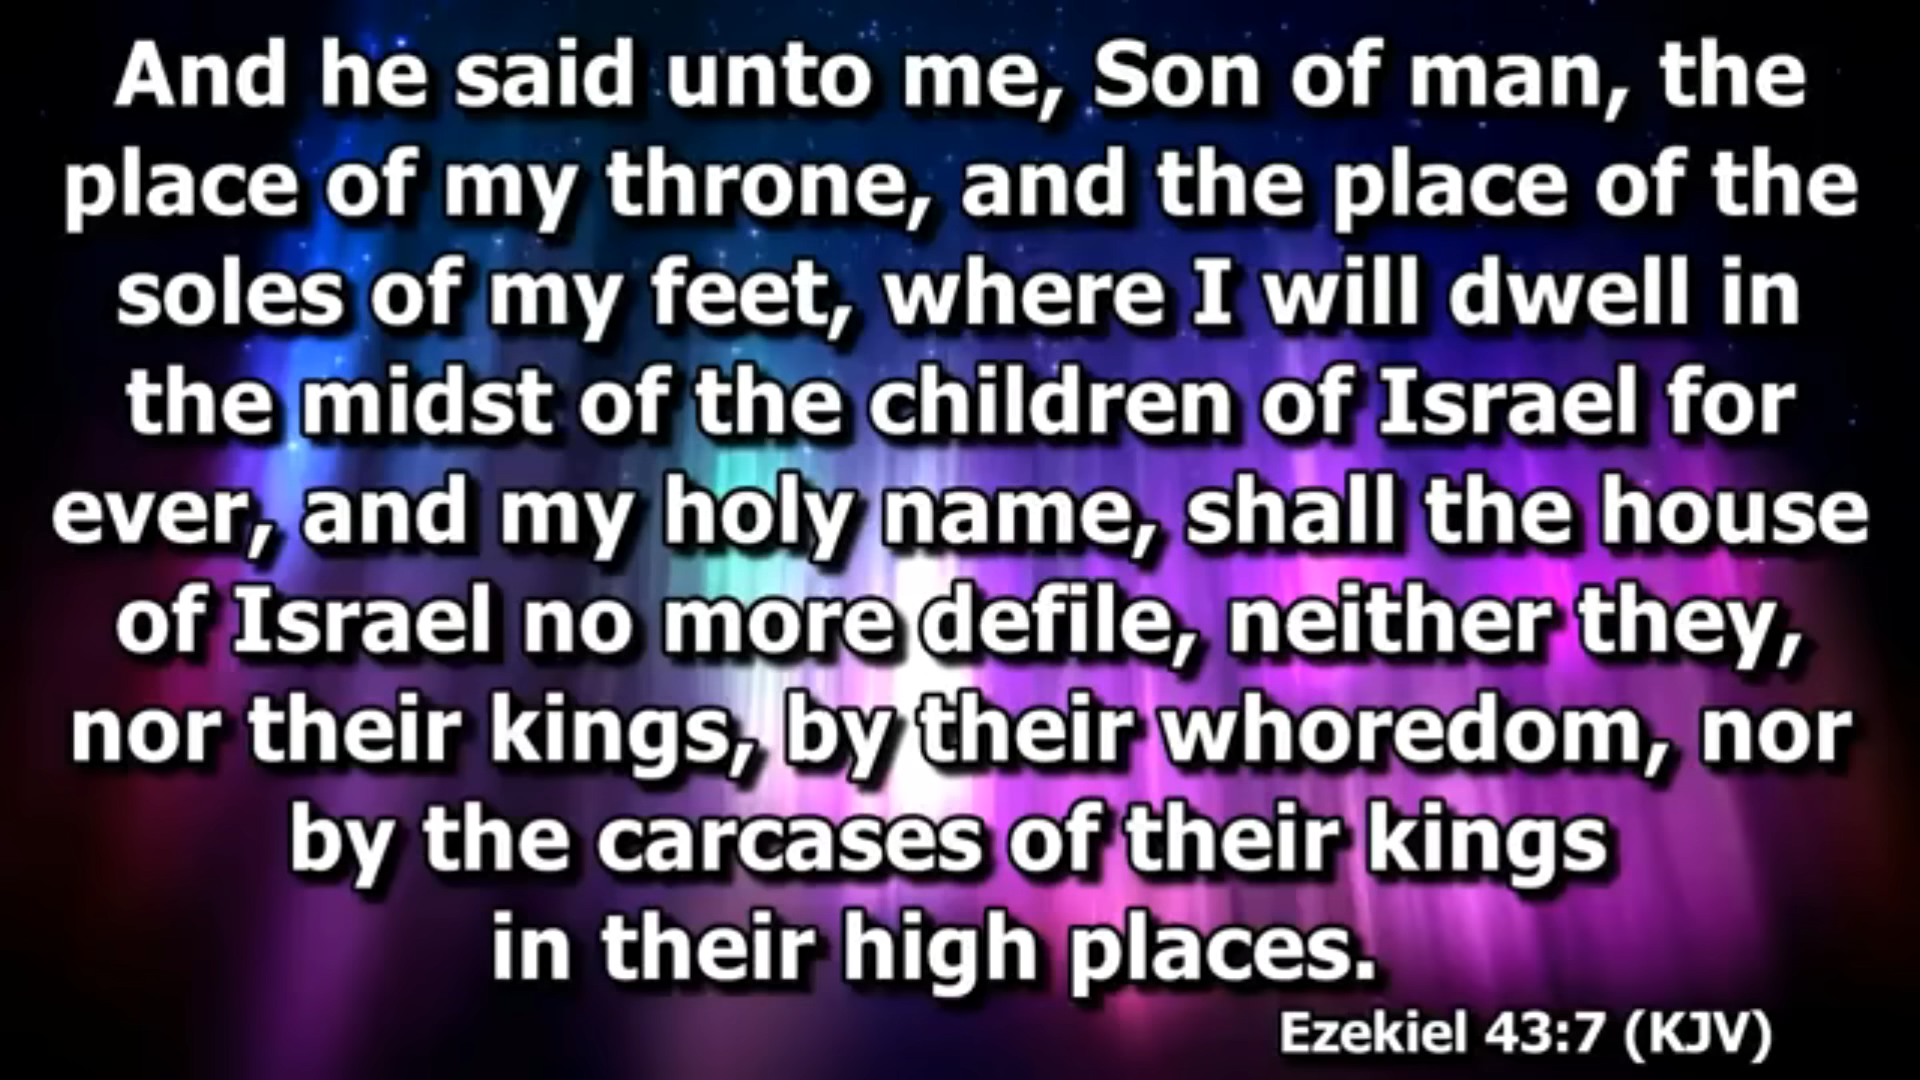 And he said unto me, Son of man, the
place of my throne, and the place of the
soles of my feet, where I will dwell in
the midst of the children of Israel for
ever, and my holy name, shall the house
of Israel no more defile, neither they,
nor their kings, by their whoredom, nor
by the carcases of their kings
in their high places.
Ezekiel 43:7 (KJV)